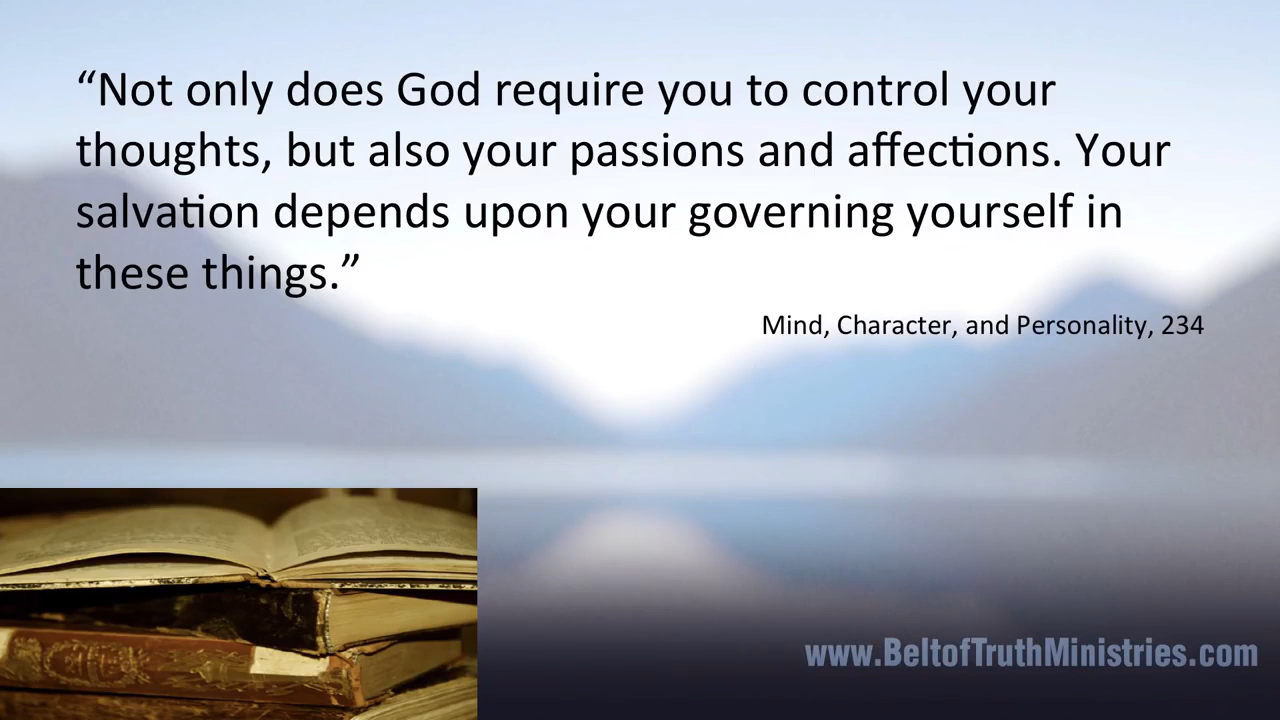 “Not only does God require you to control your
thoughts, but also your passions and affections. Your
salvation depends upon your governing yourself in
these things.”
Mind, Character, and Personality, 234
www.BeltofTruthMinistries.com